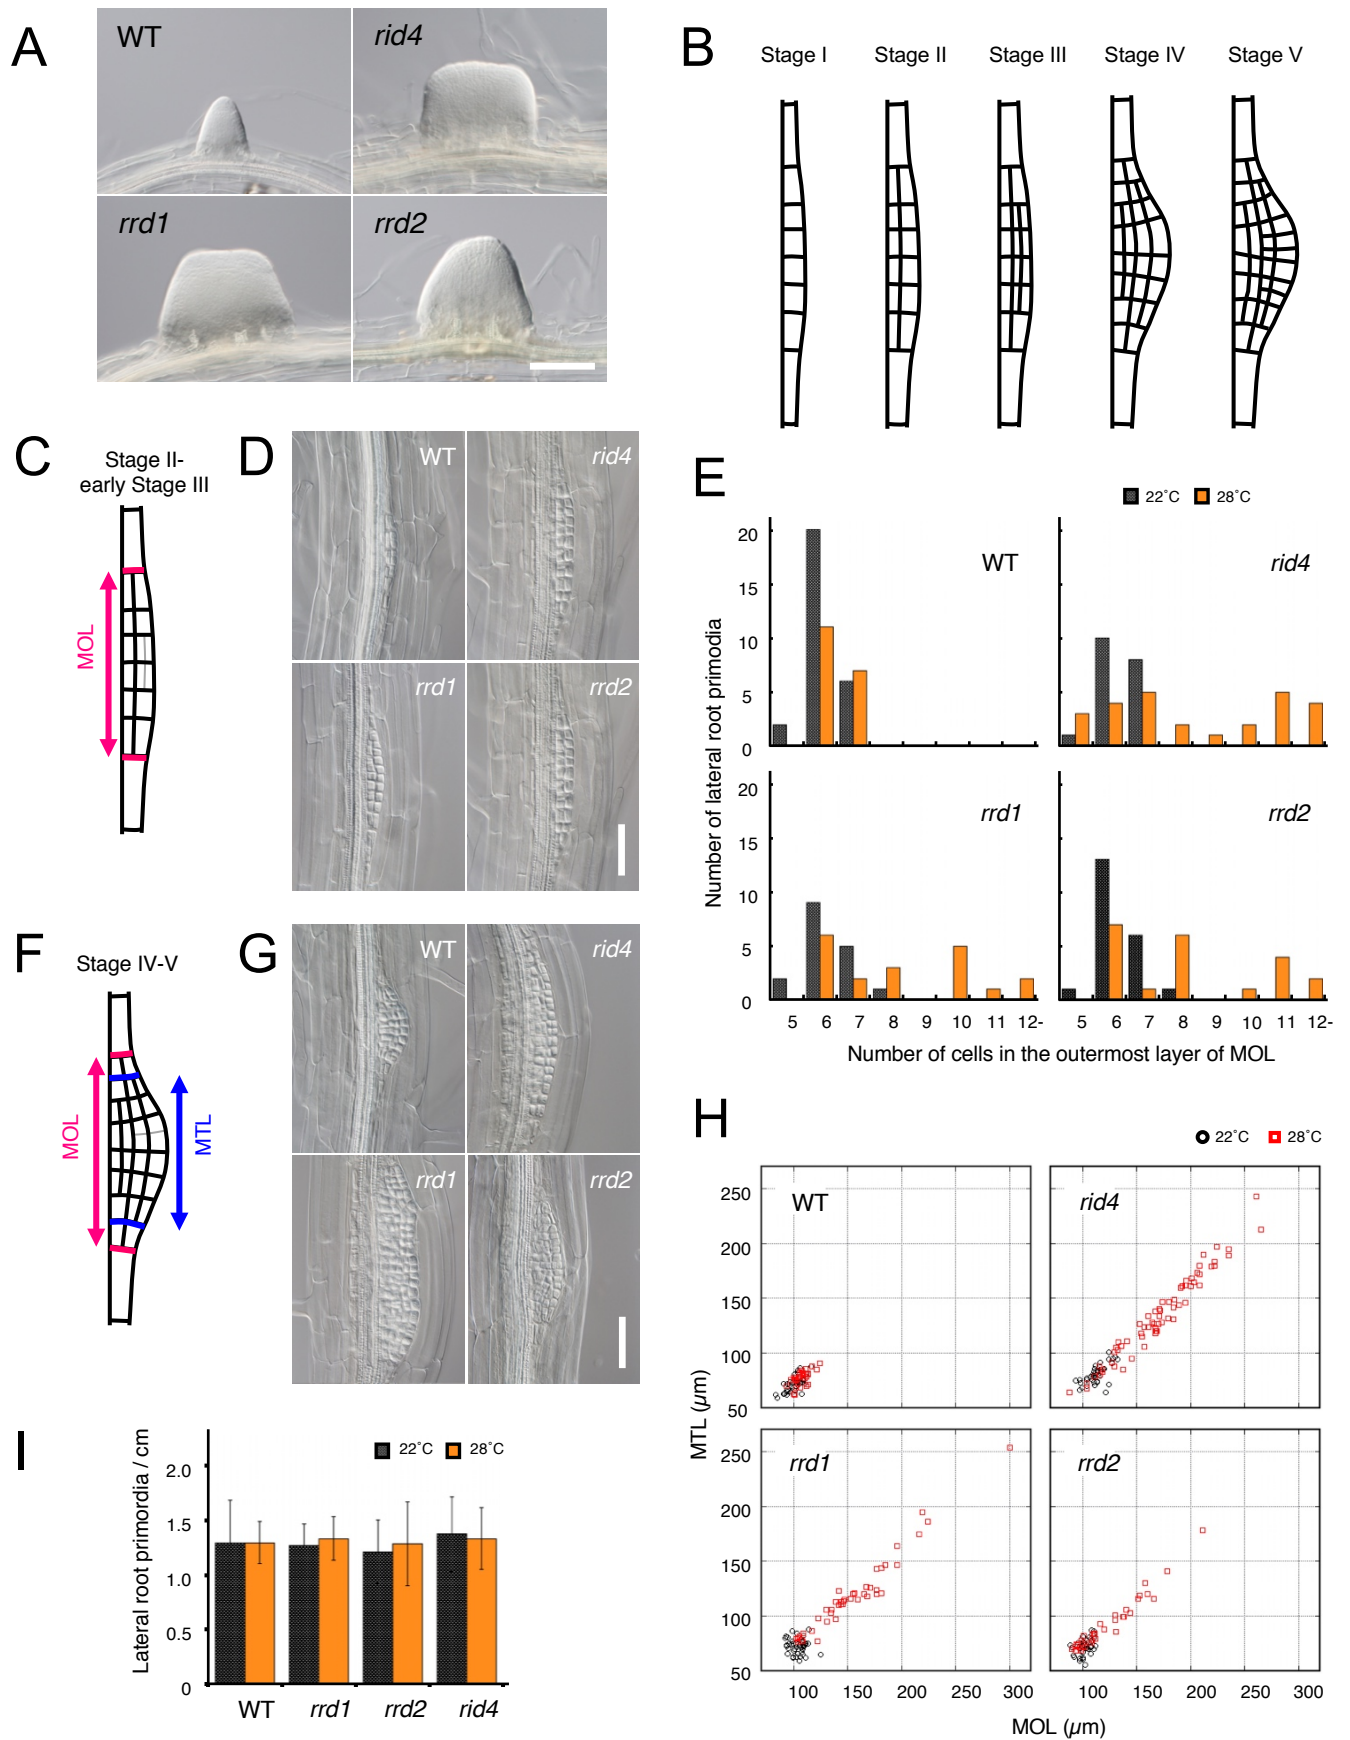 A
WT
rid4
rrd1
rrd2
B
Stage I
Stage II
Stage III
Stage IV
Stage V
C
Stage II-
early Stage III
MOL
D
WT
rid4
rrd1
rrd2
E
22˚C
28˚C
Number of lateral root primodia
20
15
10
5
0
WT
rid4
20
15
10
5
0
rrd1
rrd2
5
6
7
8
9
10
11
12-
5
6
7
8
9
10
11
12-
Number of cells in the outermost layer of MOL
F
Stage IV-V
MOL
MTL
G
WT
rid4
rrd1
rrd2
H
22˚C
28˚C
MTL (μm)
250
200
150
100
50
WT
rid4
250
200
150
100
50
rrd1
rrd2
100
150
200
250
300
100
150
200
250
300
MOL (μm)
I
22˚C
28˚C
Lateral root primordia / cm
2.0
1.5
1.0
0.5
0
WT
rrd1
rrd2
rid4